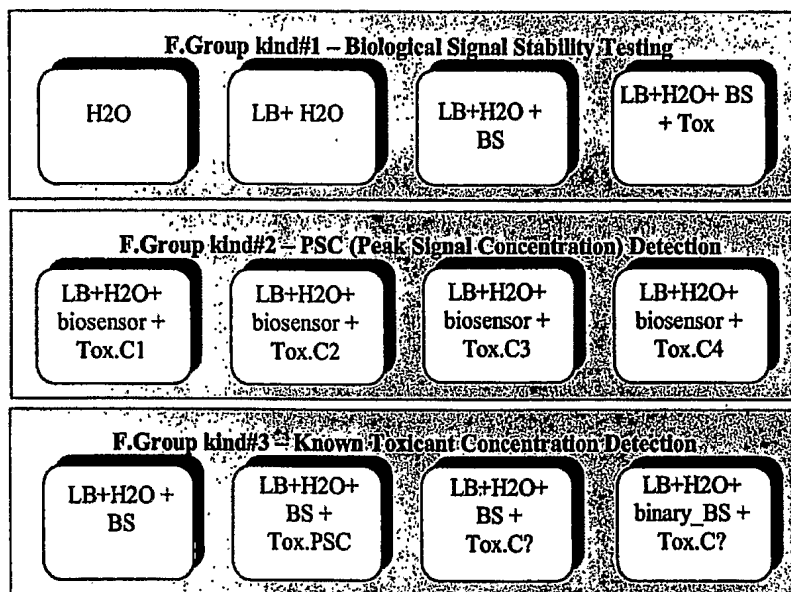 F.Group kind#1 – Biological Signal Stability Testing
H2O
LB+ H2O
LB+H2O +
BS
LB+H2O+ BS
+ Tox
F.Group kind#2 – PSC (Peak Signal Concentration) Detection
LB+H2O+
biosensor +
Tox.C1
LB+H2O+
biosensor +
Tox.C2
LB+H2O+
biosensor +
Tox.C3
LB+H2O+
biosensor +
Tox.C4
F.Group kind#3 – Known Toxicant Concentration Detection
LB+H2O +
BS
LB+H2O+
BS +
Tox.PSC
LB+H2O+
BS +
Tox.C?
LB+H2O+
binary_BS +
Tox.C?